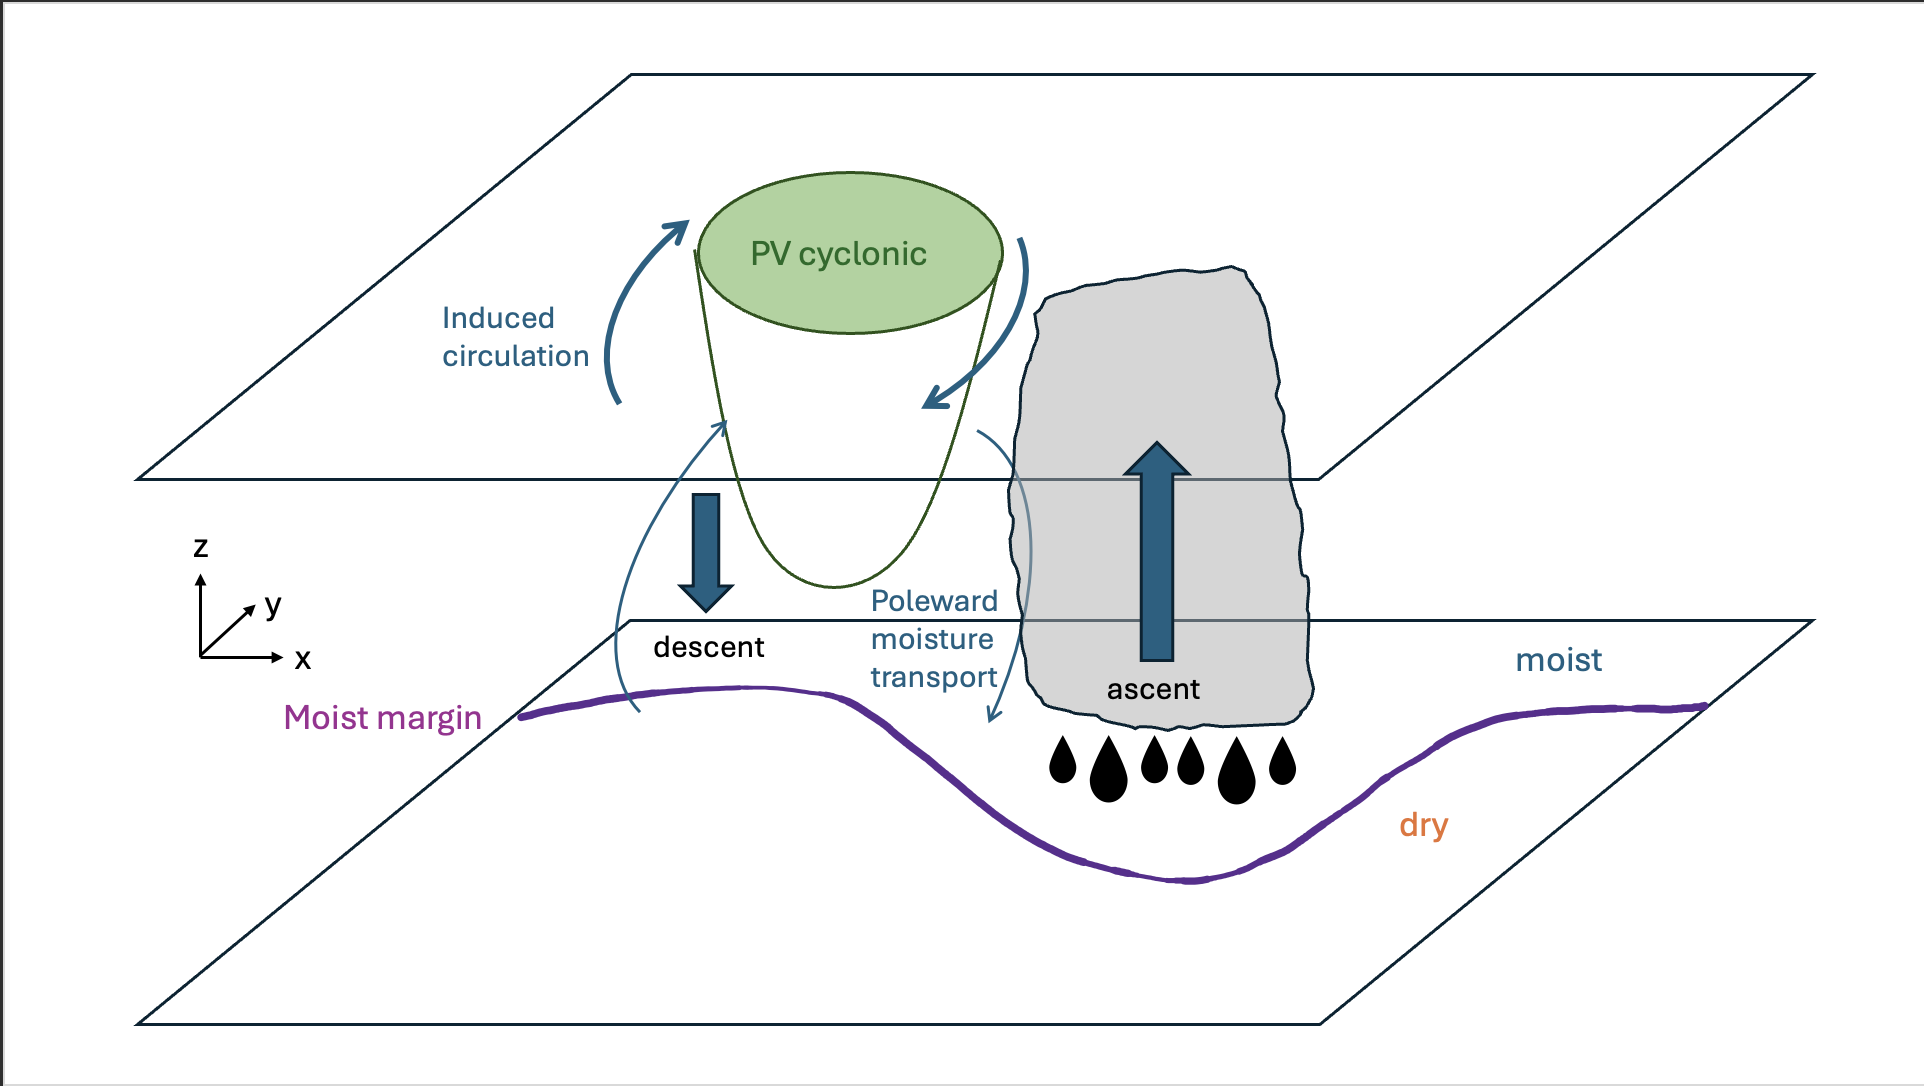 PV cyclonic
Induced
circulation
z
y
x
descent
Poleward
moisture
transport
moist
ascent
Moist margin
dry